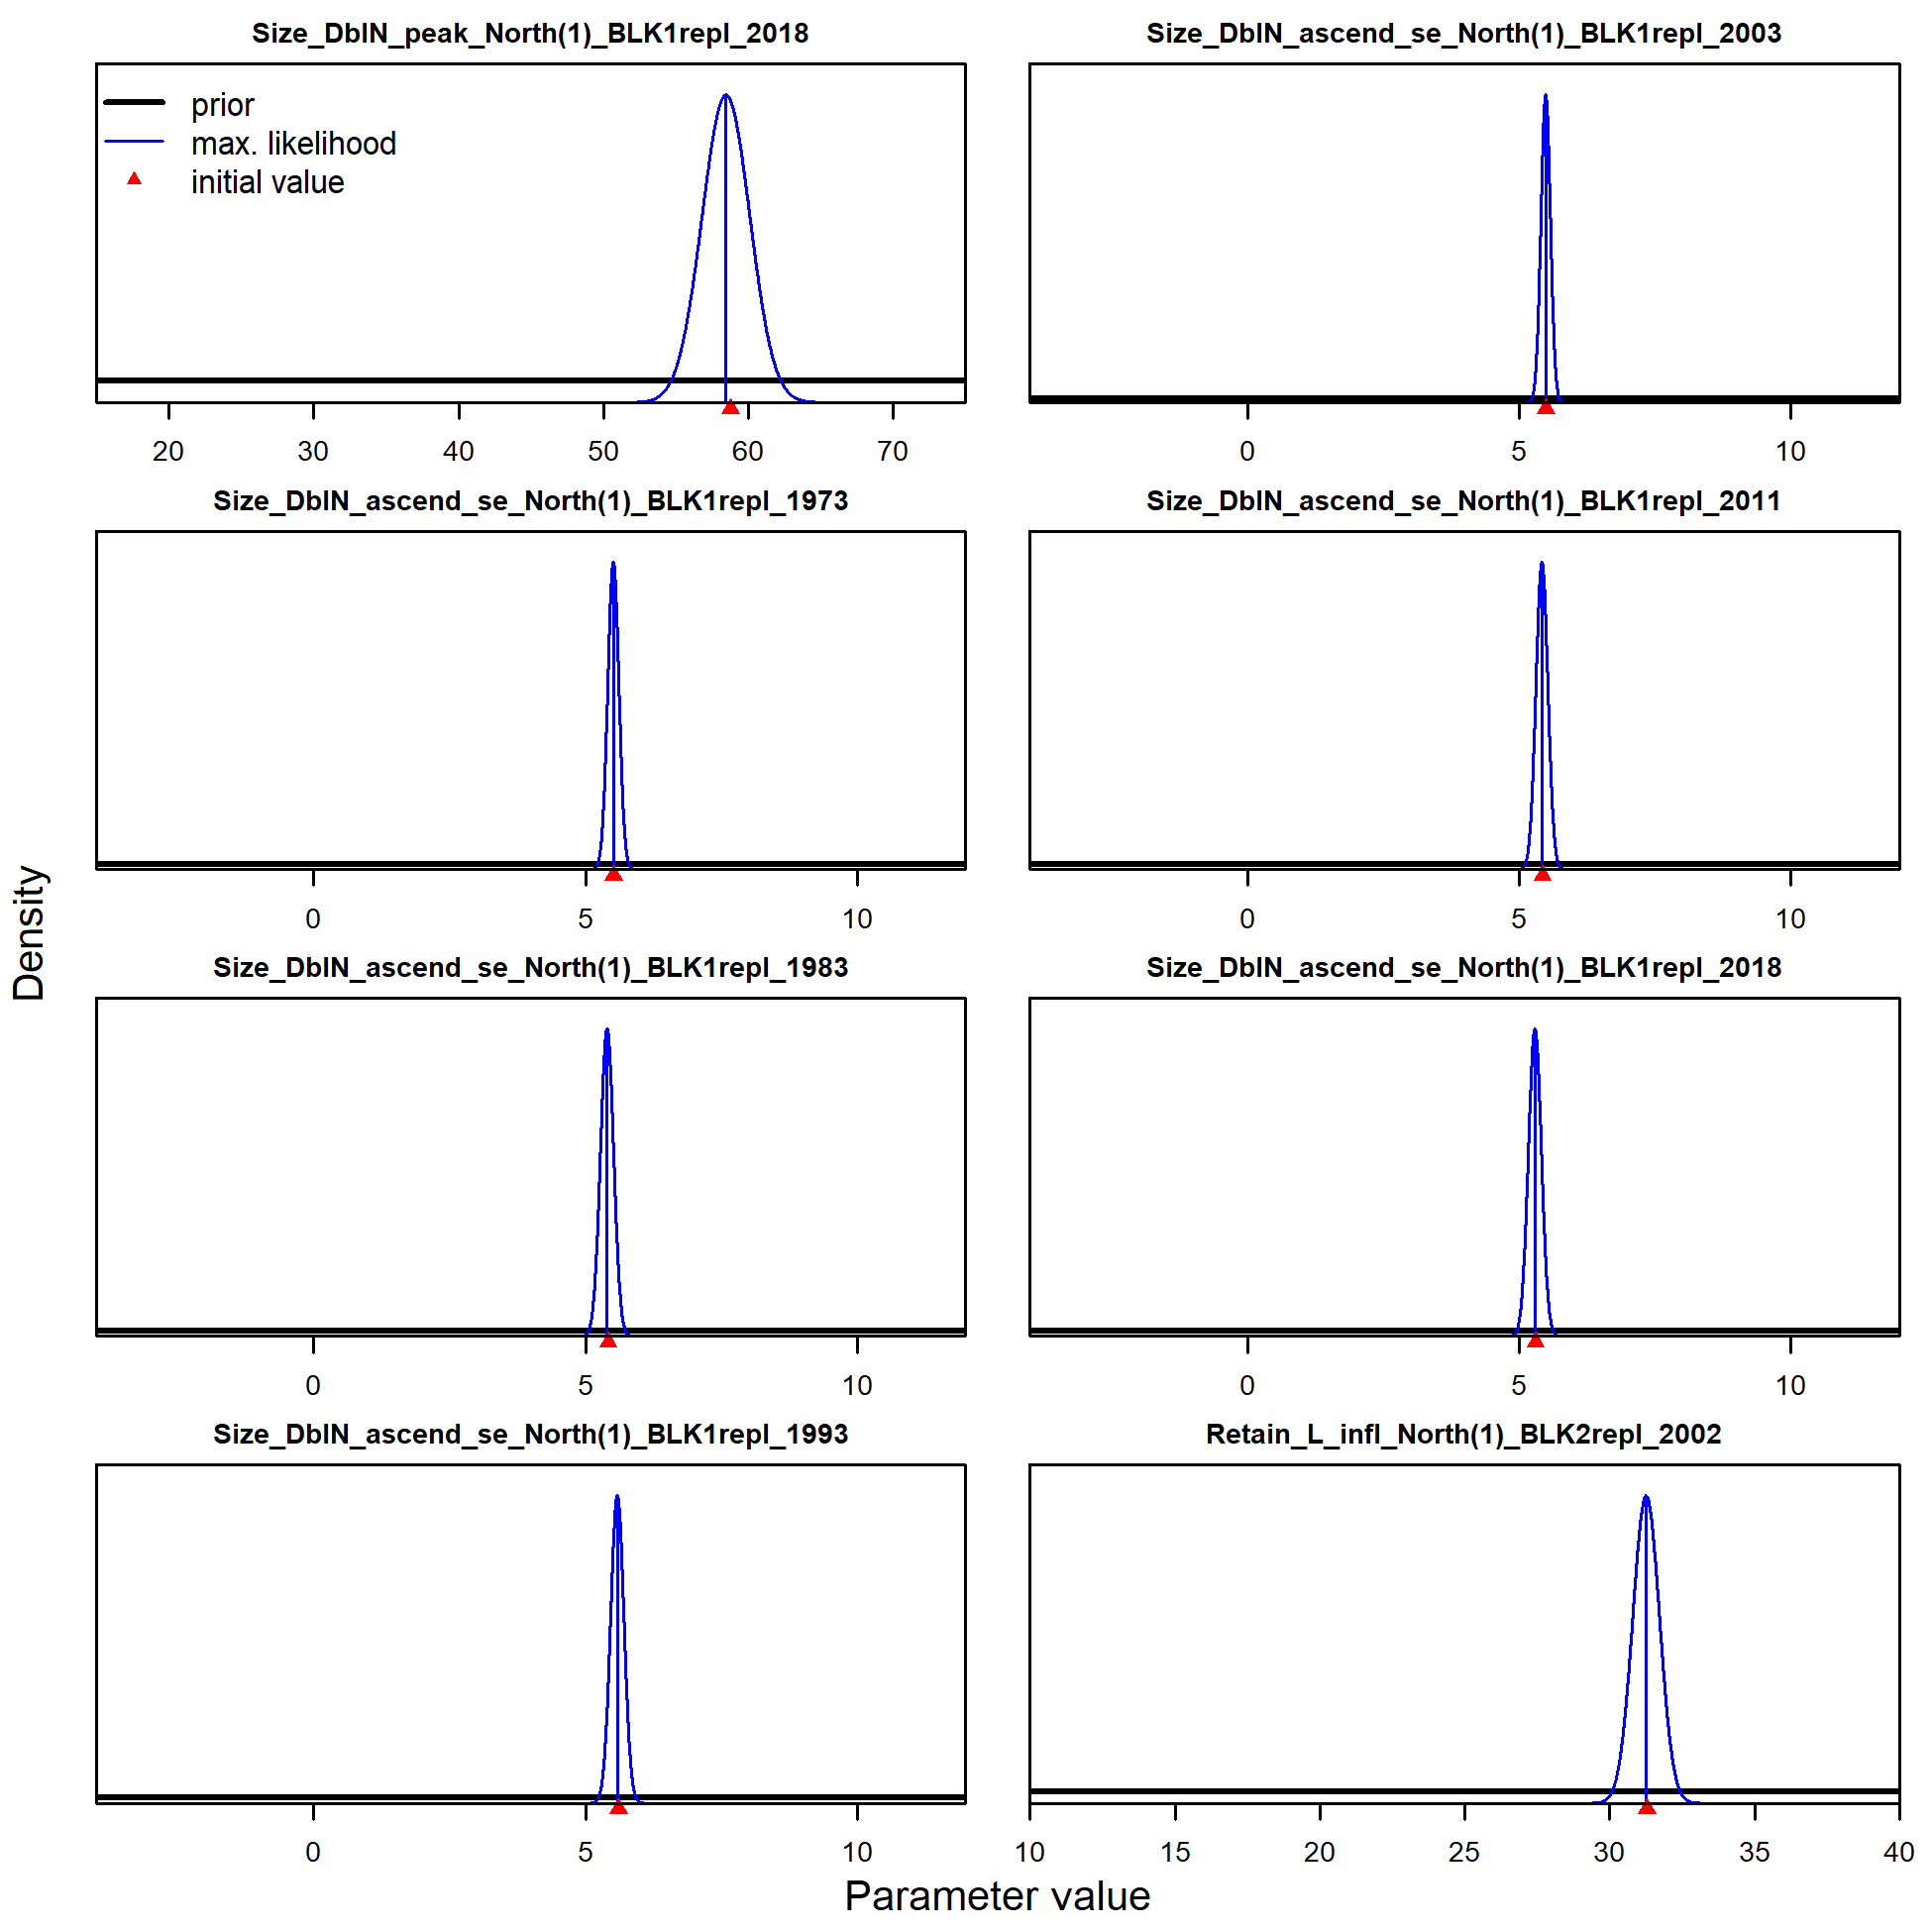 Size_DblN_peak_North(1)_BLK1repl_2018
prior
max. likelihood
initial value
20 30 40 50 60 70
Size_DblN_ascend_se_North(1)_BLK1repl_2003
0 5 10
Size_DblN_ascend_se_North(1)_BLK1repl_1973
0 5 10
Size_DblN_ascend_se_North(1)_BLK1repl_2011
0 5 10
Size_DblN_ascend_se_North(1)_BLK1repl_1983
0 5 10
Size_DblN_ascend_se_North(1)_BLK1repl_2018
0 5 10
Size_DblN_ascend_se_North(1)_BLK1repl_1993
0 5 10
Retain_L_infl_North(1)_BLK2repl_2002
10 15 20 25 30 35 40
Density
Parameter value